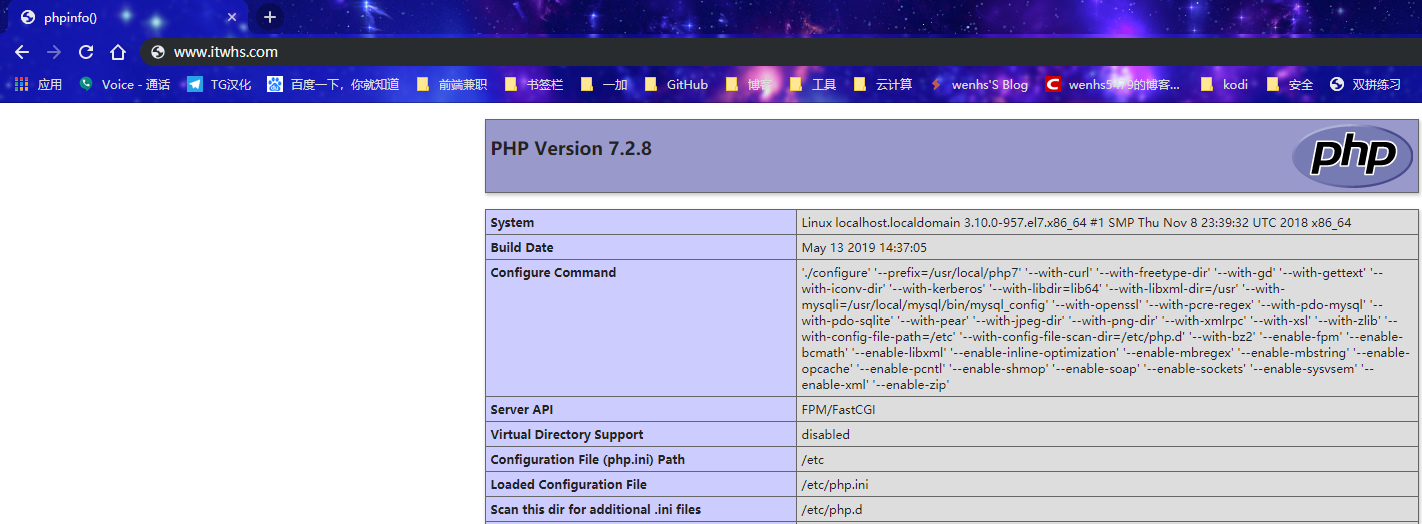 phpinfo()
www.itwhs.com
应用 Voice - 通话 TG汉化 百度一下，你就知道 前端兼职 书签栏 一加 GitHub 博客 工具 云计算 wenhs'S Blog wenhs5479的博客... kodi 安全 双拼练习
PHP Version 7.2.8
php
System Linux localhost.localdomain 3.10.0-957.el7.x86_64 #1 SMP Thu Nov 8 23:39:32 UTC 2018 x86_64
Build Date May 13 2019 14:37:05
Configure Command './configure' '--prefix=/usr/local/php7' '--with-curl' '--with-freetype-dir' '--with-gd' '--with-gettext' '--
with-iconv-dir' '--with-kerberos' '--with-libdir=lib64' '--with-libxml-dir=/usr' '--with-
mysqli=/usr/local/mysql/bin/mysql_config' '--with-openssl' '--with-pcre-regex' '--with-pdo-mysql' '--
with-pdo-sqlite' '--with-pear' '--with-jpeg-dir' '--with-png-dir' '--with-xmlrpc' '--with-xsl' '--with-zlib' '--
with-config-file-path=/etc' '--with-config-file-scan-dir=/etc/php.d' '--with-bz2' '--enable-fpm' '--enable-
bcmath' '--enable-libxml' '--enable-inline-optimization' '--enable-mbregex' '--enable-mbstring' '--enable-
opcache' '--enable-pcntl' '--enable-shmop' '--enable-soap' '--enable-sockets' '--enable-sysvsem' '--
enable-xml' '--enable-zip'
Server API FPM/FastCGI
Virtual Directory Support disabled
Configuration File (php.ini) Path /etc
Loaded Configuration File /etc/php.ini
Scan this dir for additional .ini files /etc/php.d